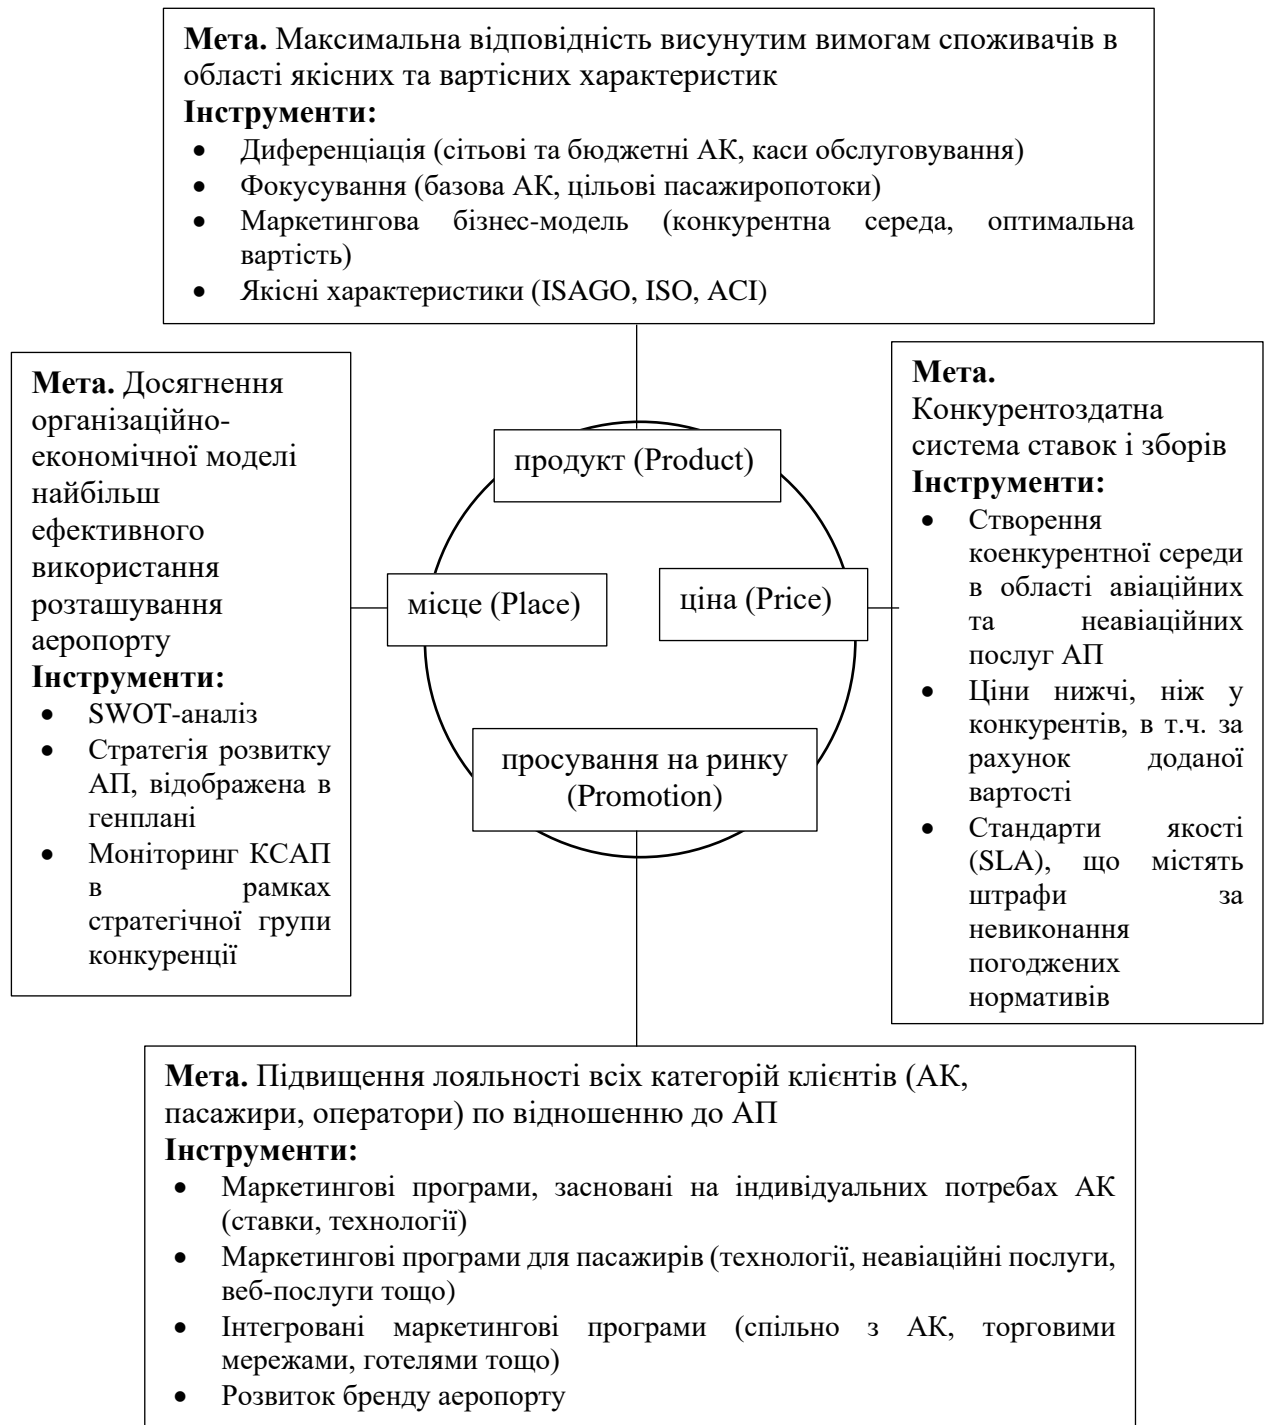 Мета. Максимальна відповідність висунутим вимогам споживачів в
області якісних та вартісних характеристик
Інструменти:
• Диференціація (сітьові та бюджетні АК, каси обслуговування)
• Фокусування (базова АК, цільові пасажиропотоки)
• Маркетингова бізнес-модель (конкурентна середа, оптимальна
вартість)
• Якісні характеристики (ISAGO, ISO, ACI)
Мета. Досягнення
організаційно-
економічної моделі
найбільш
ефективного
використання
розташування
аеропорту
Інструменти:
• SWOT-аналіз
• Стратегія розвитку
АП, відображена в
генплані
• Моніторинг КСАП
в рамках
стратегічної групи
конкуренції
продукт (Product)
місце (Place)
ціна (Price)
просування на ринку
(Promotion)
Мета.
Конкурентоздатна
система ставок і зборів
Інструменти:
• Створення
коенкурентної середи
в області авіаційних
та неавіаційних
послуг АП
• Ціни нижчі, ніж у
конкурентів, в т.ч. за
рахунок доданої
вартості
• Стандарти якості
(SLA), що містять
штрафи за
невиконання
погоджених
нормативів
Мета. Підвищення лояльності всіх категорій клієнтів (АК,
пасажири, оператори) по відношенню до АП
Інструменти:
• Маркетингові програми, засновані на індивідуальних потребах АК
(ставки, технології)
• Маркетингові програми для пасажирів (технології, неавіаційні послуги,
веб-послуги тощо)
• Інтегровані маркетингові програми (спільно з АК, торговими
мережами, готелями тощо)
• Розвиток бренду аеропорту